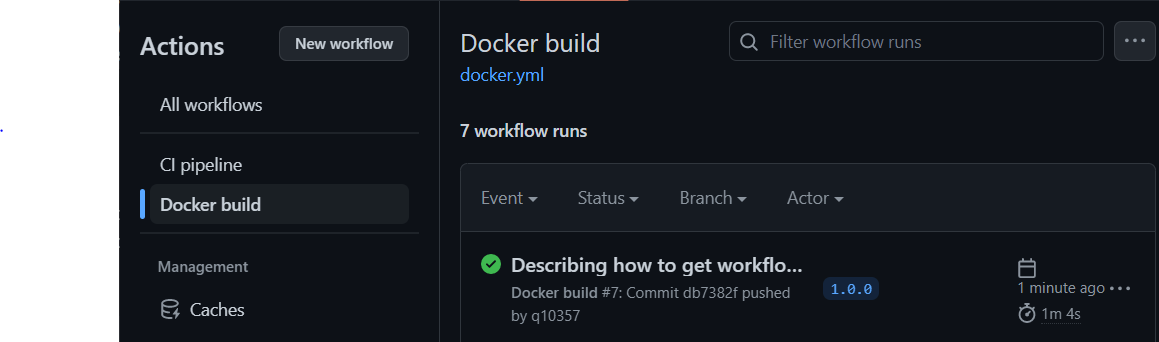 Actions
New workflow
All workflows
CI pipeline
Docker build
Management
Caches
Docker build
Filter workflow runs
docker.yml
7 workflow runs
Event
Status
Branch
Actor
Describing how to get workflo...
Docker build #7: Commit db7382f pushed
by q10357
1.0.0
1 minute ago
1m 4s